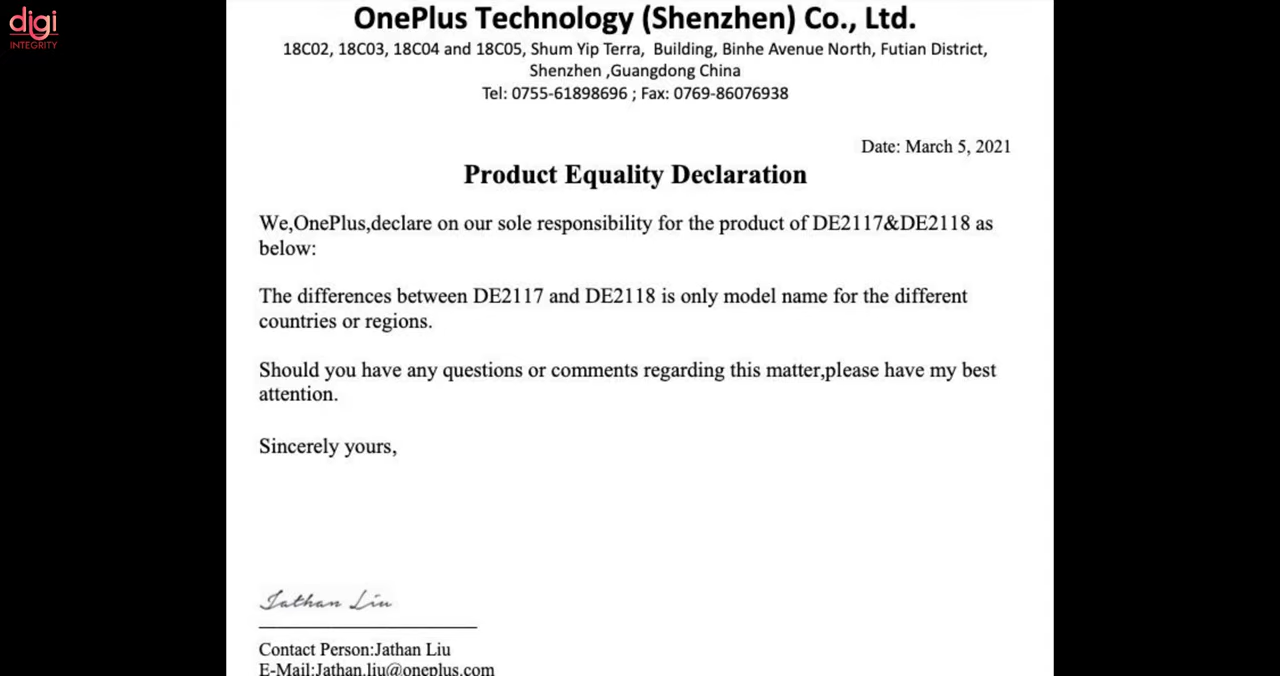 digi
INTEGRITY
OnePlus Technology (Shenzhen) Co., Ltd.
18C02, 18C03, 18C04 and 18C05, Shum Yip Terra, Building, Binhe Avenue North, Futian District,
Shenzhen ,Guangdong China
Tel: 0755-61898696 ; Fax: 0769-86076938
Date: March 5, 2021
Product Equality Declaration
We,OnePlus,declare on our sole responsibility for the product of DE2117&DE2118 as
below:
The differences between DE2117 and DE2118 is only model name for the different
countries or regions.
Should you have any questions or comments regarding this matter,please have my best
attention.
Sincerely yours,
Jathan Liu
Contact Person:Jathan Liu
E-Mail:Jathan.liu@oneplus.com